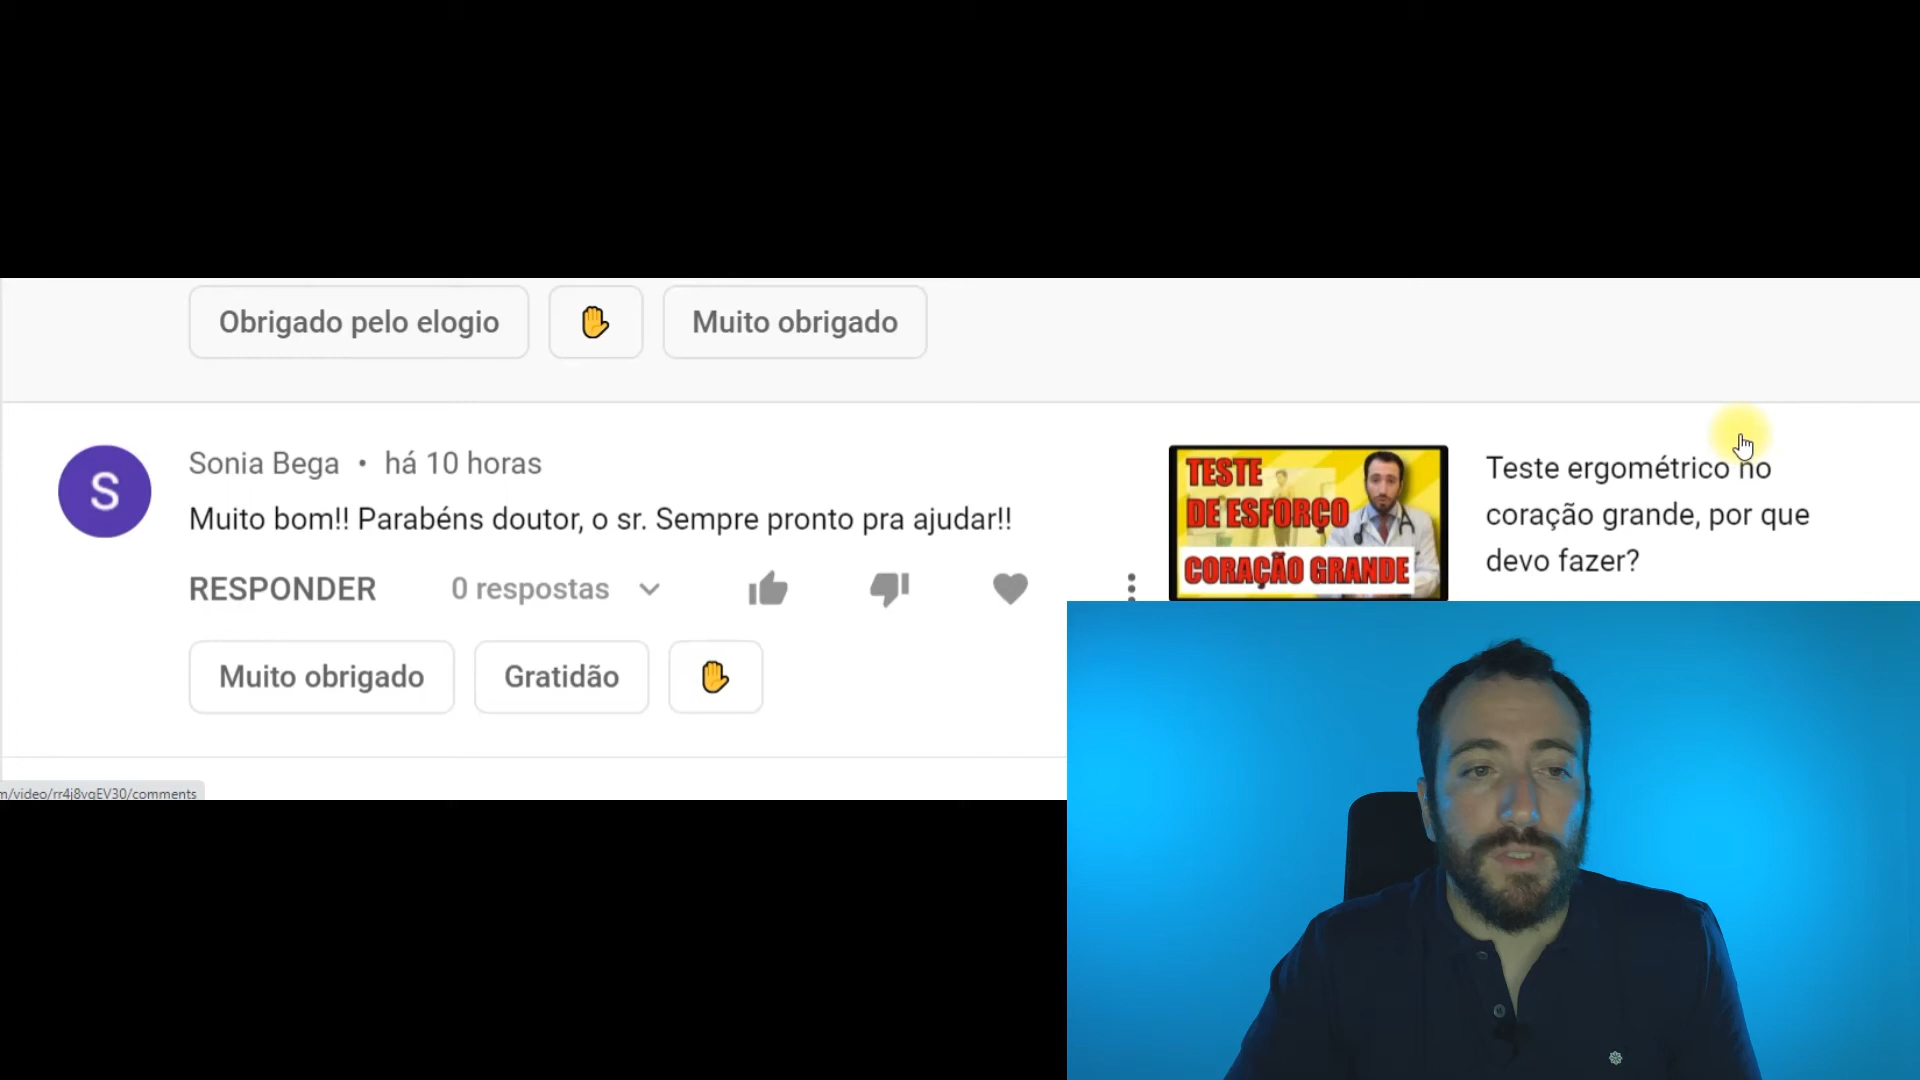 Obrigado pelo elogio
Muito obrigado
S
Sonia Bega • há 10 horas
Muito bom!! Parabéns doutor, o sr. Sempre pronto pra ajudar!!
RESPONDER
0 respostas
Muito obrigado
Gratidão
TESTE
DE ESFORÇO
CORAÇÃO GRANDE
Teste ergométrico no
coração grande, por que
devo fazer?
m/video/rr4j8vqEV30/comments